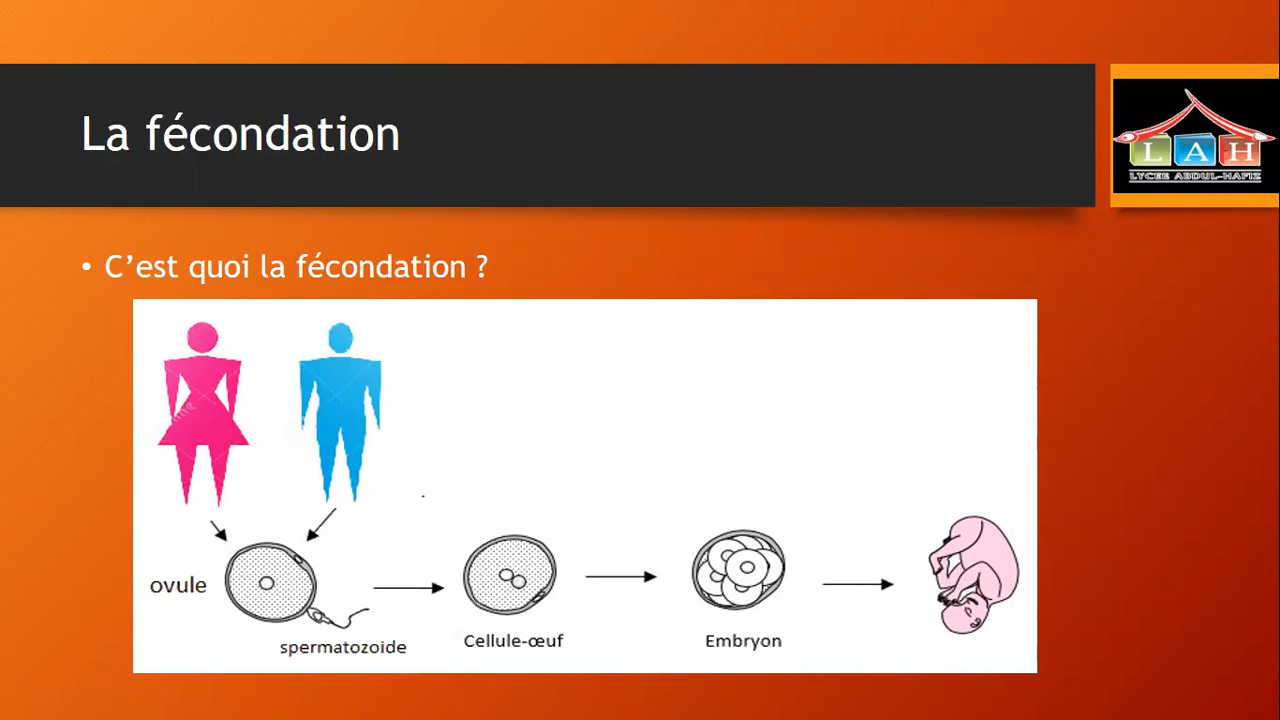 La fécondation
L A H
LYCEE ABDUL-HAFIZ
• C’est quoi la fécondation ?
ovule
spermatozoide
Cellule-œuf
Embryon